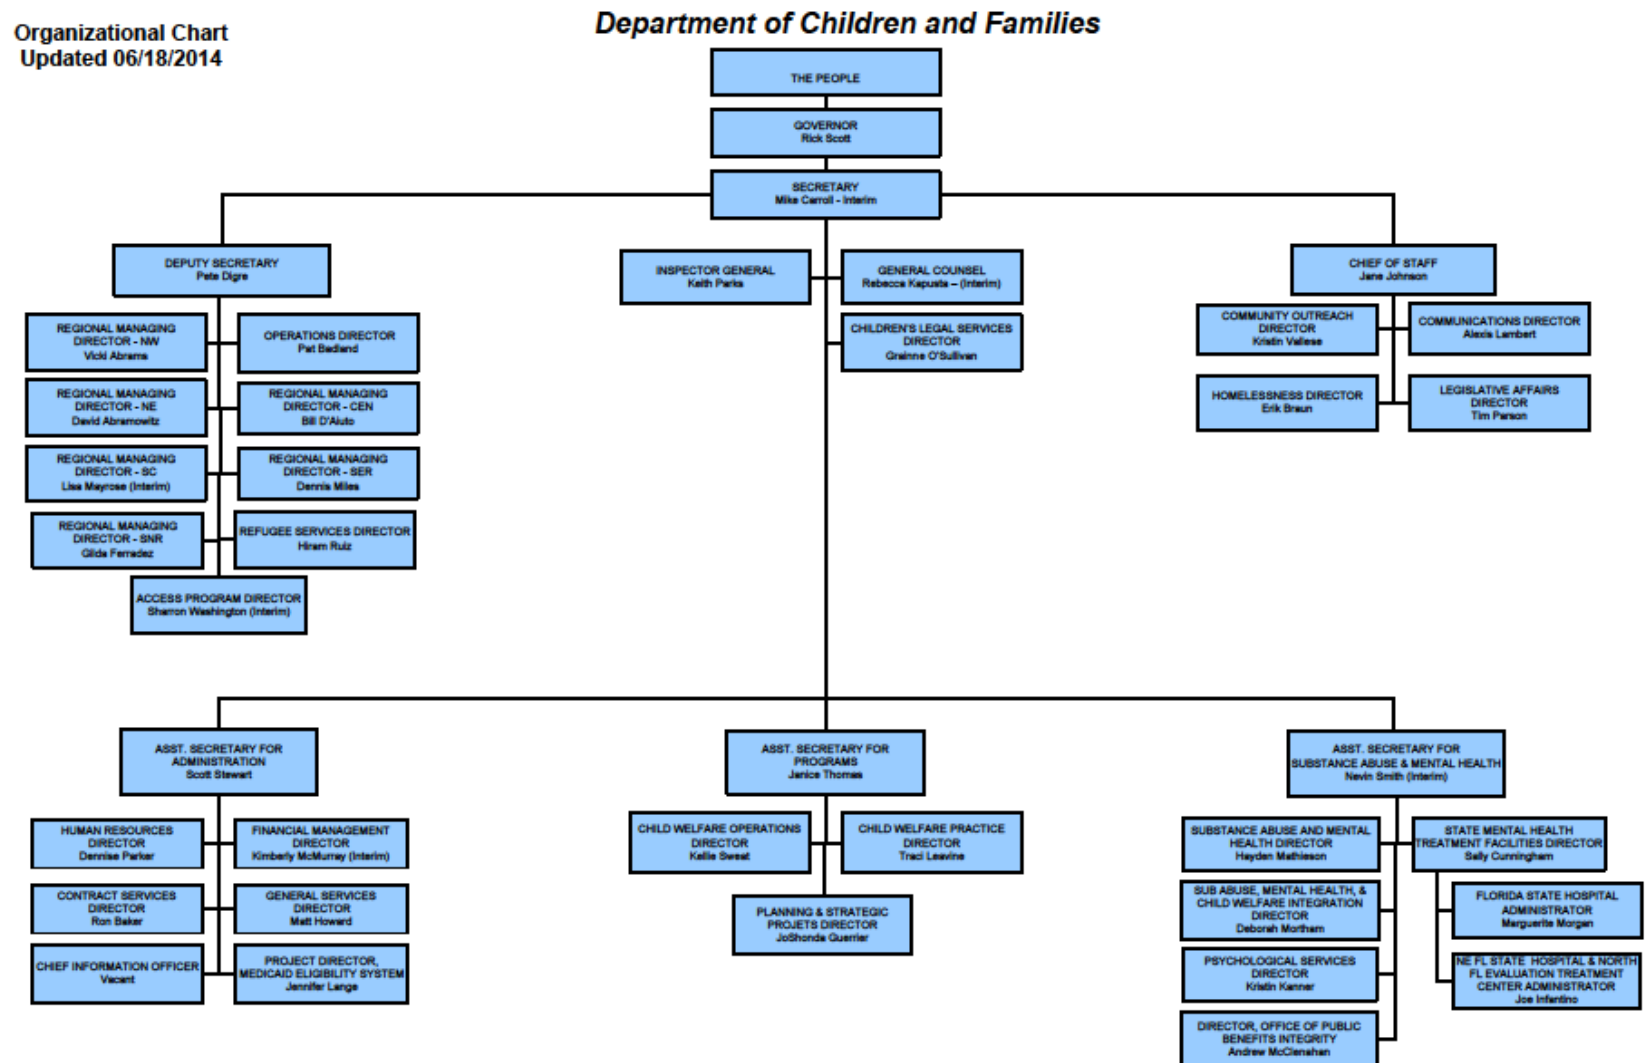 Organizational Chart
Updated 06/18/2014
Department of Children and Families
THE PEOPLE
GOVERNOR
Rick Scott
SECRETARY
Mike Carroll - Interim
DEPUTY SECRETARY
Pete Digre
INSPECTOR GENERAL
Keith Parks
GENERAL COUNSEL
Rebecca Kapusta – (Interim)
CHILDREN'S LEGAL SERVICES
DIRECTOR
Grainne O'Sullivan
CHIEF OF STAFF
Jane Johnson
COMMUNITY OUTREACH
DIRECTOR
Kristin Vallese
COMMUNICATIONS DIRECTOR
Alexis Lambert
HOMELESSNESS DIRECTOR
Erik Braun
LEGISLATIVE AFFAIRS
DIRECTOR
Tim Parson
REGIONAL MANAGING
DIRECTOR - NW
Vicki Abrams
OPERATIONS DIRECTOR
Pat Badland
REGIONAL MANAGING
DIRECTOR - NE
David Abramowitz
REGIONAL MANAGING
DIRECTOR - CEN
Bill D'Aiuto
REGIONAL MANAGING
DIRECTOR - SC
Lisa Mayrose (Interim)
REGIONAL MANAGING
DIRECTOR - SER
Dennis Miles
REGIONAL MANAGING
DIRECTOR - SNR
Gilda Ferradez
REFUGEE SERVICES DIRECTOR
Hiram Ruiz
ACCESS PROGRAM DIRECTOR
Sharron Washington (Interim)
ASST. SECRETARY FOR
ADMINISTRATION
Scott Stewart
HUMAN RESOURCES
DIRECTOR
Dennise Parker
FINANCIAL MANAGEMENT
DIRECTOR
Kimberly McMurray (Interim)
CONTRACT SERVICES
DIRECTOR
Ron Baker
GENERAL SERVICES
DIRECTOR
Matt Howard
CHIEF INFORMATION OFFICER
Vacant
PROJECT DIRECTOR,
MEDICAID ELIGIBILITY SYSTEM
Jennifer Lange
ASST. SECRETARY FOR
PROGRAMS
Janice Thomas
CHILD WELFARE OPERATIONS
DIRECTOR
Kellie Sweat
CHILD WELFARE PRACTICE
DIRECTOR
Traci Leavine
PLANNING & STRATEGIC
PROJETS DIRECTOR
JoShonda Guerrier
ASST. SECRETARY FOR
SUBSTANCE ABUSE & MENTAL HEALTH
Nevin Smith (Interim)
SUBSTANCE ABUSE AND MENTAL
HEALTH DIRECTOR
Hayden Mathieson
STATE MENTAL HEALTH
TREATMENT FACILITIES DIRECTOR
Sally Cunningham
SUB ABUSE, MENTAL HEALTH, &
CHILD WELFARE INTEGRATION
DIRECTOR
Deborah Mortham
FLORIDA STATE HOSPITAL
ADMINISTRATOR
Marguerite Morgan
PSYCHOLOGICAL SERVICES
DIRECTOR
Kristin Kanner
NE FL STATE HOSPITAL & NORTH
FL EVALUATION TREATMENT
CENTER ADMINISTRATOR
Joe Infantino
DIRECTOR, OFFICE OF PUBLIC
BENEFITS INTEGRITY
Andrew McClenahan